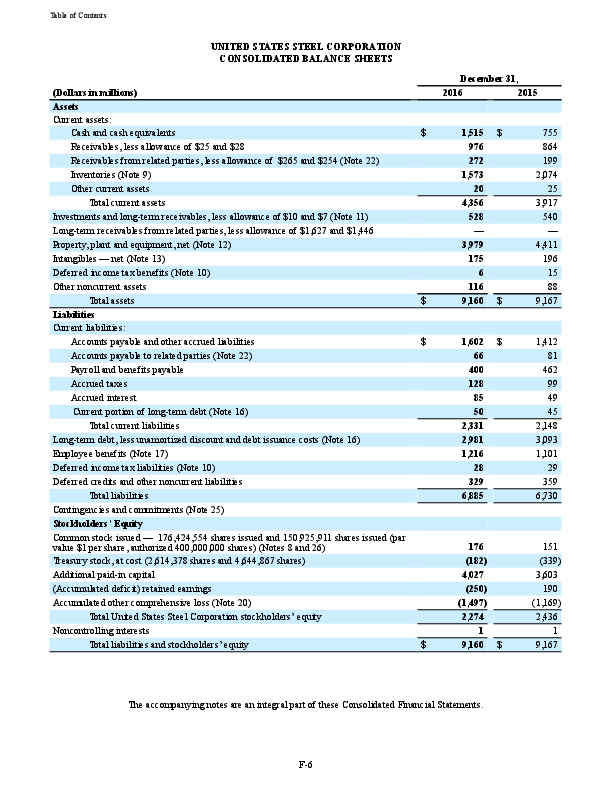 Table of Contents
UNITED STATES STEEL CORPORATION
CONSOLIDATED BALANCE SHEETS
December 31,
(Dollars in millions) 2016 2015
Assets
Current assets:
Cash and cash equivalents $ 1,515 $ 755
Receivables, less allowance of $25 and $28 976 864
Receivables from related parties, less allowance of $265 and $254 (Note 22) 272 199
Inventories (Note 9) 1,573 2,074
Other current assets 20 25
Total current assets 4,356 3,917
Investments and long-term receivables, less allowance of $10 and $7 (Note 11) 528 540
Long-term receivables from related parties, less allowance of $1,627 and $1,446 — —
Property, plant and equipment, net (Note 12) 3,979 4,411
Intangibles — net (Note 13) 175 196
Deferred income tax benefits (Note 10) 6 15
Other noncurrent assets 116 88
Total assets $ 9,160 $ 9,167
Liabilities
Current liabilities:
Accounts payable and other accrued liabilities $ 1,602 $ 1,412
Accounts payable to related parties (Note 22) 66 81
Payroll and benefits payable 400 462
Accrued taxes 128 99
Accrued interest 85 49
Current portion of long-term debt (Note 16) 50 45
Total current liabilities 2,331 2,148
Long-term debt, less unamortized discount and debt issuance costs (Note 16) 2,981 3,093
Employee benefits (Note 17) 1,216 1,101
Deferred income tax liabilities (Note 10) 28 29
Deferred credits and other noncurrent liabilities 329 359
Total liabilities 6,885 6,730
Contingencies and commitments (Note 25)
Stockholders' Equity
Common stock issued — 176,424,554 shares issued and 150,925,911 shares issued (par
value $1 per share, authorized 400,000,000 shares) (Notes 8 and 26) 176 151
Treasury stock, at cost (2,614,378 shares and 4,644,867 shares) (182) (339)
Additional paid-in capital 4,027 3,603
(Accumulated deficit) retained earnings (250) 190
Accumulated other comprehensive loss (Note 20) (1,497) (1,169)
Total United States Steel Corporation stockholders' equity 2,274 2,436
Noncontrolling interests 1 1
Total liabilities and stockholders' equity $ 9,160 $ 9,167
The accompanying notes are an integral part of these Consolidated Financial Statements.
F-6